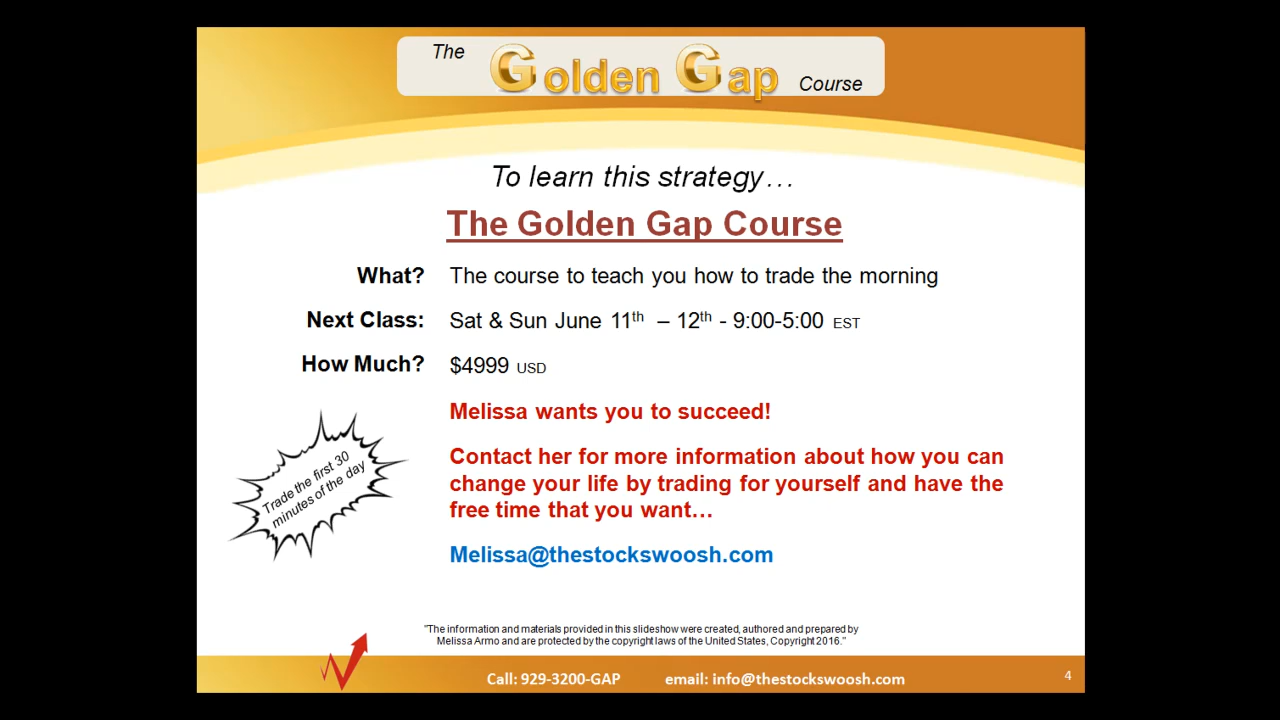 The Golden Gap Course
To learn this strategy…
The Golden Gap Course
What? The course to teach you how to trade the morning
Next Class: Sat & Sun June 11th – 12th - 9:00-5:00 EST
How Much? $4999 USD
Melissa wants you to succeed!
Contact her for more information about how you can
change your life by trading for yourself and have the
free time that you want…
Trade the first 30
minutes of the day
Melissa@thestockswoosh.com
"The information and materials provided in this slideshow were created, authored and prepared by
Melissa Armo and are protected by the copyright laws of the United States, Copyright 2016."
Call: 929-3200-GAP email: info@thestockswoosh.com 4